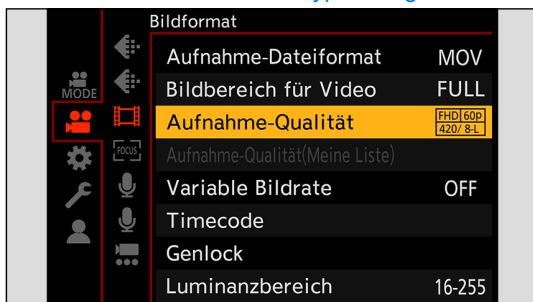 Bildformat
Aufnahme-Dateiformat MOV
MODE
Bildbereich für Video FULL
Aufnahme-Qualität FHD 60p
420/ 8-L
FOCUS
Aufnahme-Qualität(Meine Liste)
Variable Bildrate OFF
Timecode
Genlock
Luminanzbereich 16-255